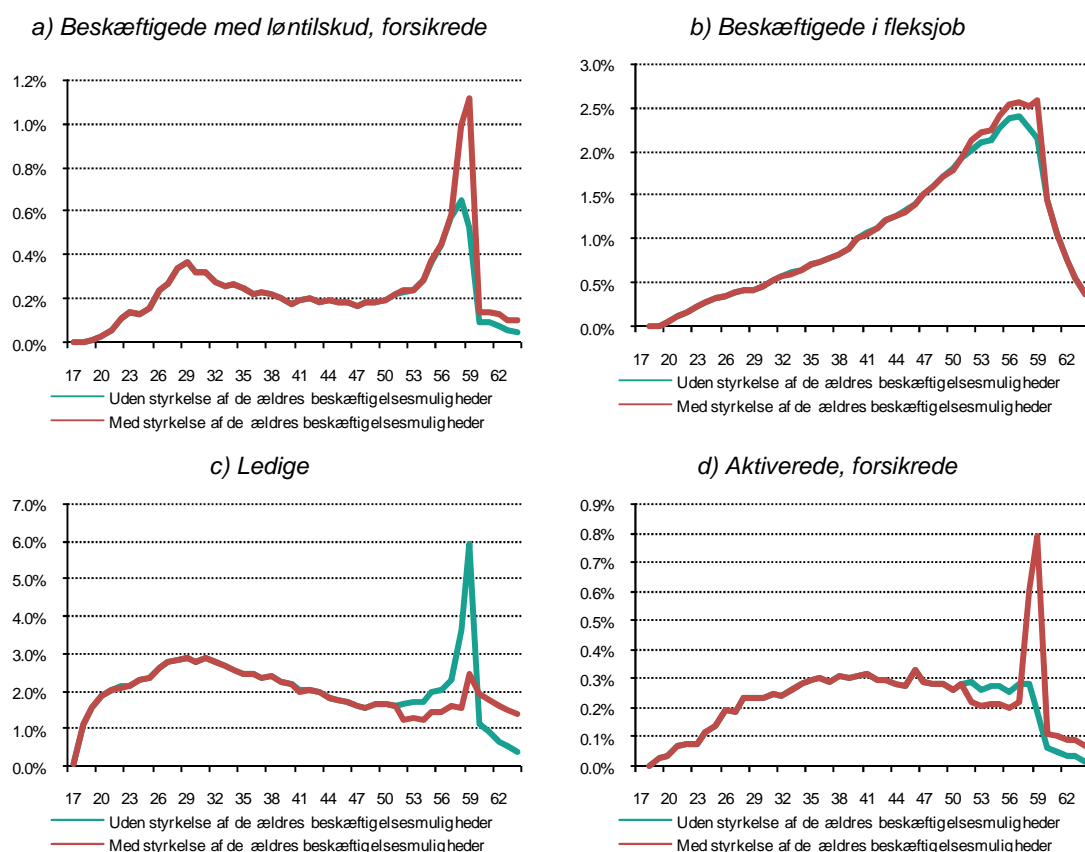 a) Beskæftigede med løntilskud, forsikrede
1.2%
1.0%
0.8%
0.6%
0.4%
0.2%
0.0%
17 20 23 26 29 32 35 38 41 44 47 50 53 56 59 62
Uden styrkelse af de ældres beskæftigelsesmuligheder
Med styrkelse af de ældres beskæftigelsesmuligheder
b) Beskæftigede i fleksjob
3.0%
2.5%
2.0%
1.5%
1.0%
0.5%
0.0%
17 20 23 26 29 32 35 38 41 44 47 50 53 56 59 62
Uden styrkelse af de ældres beskæftigelsesmuligheder
Med styrkelse af de ældres beskæftigelsesmuligheder
c) Ledige
7.0%
6.0%
5.0%
4.0%
3.0%
2.0%
1.0%
0.0%
17 20 23 26 29 32 35 38 41 44 47 50 53 56 59 62
Uden styrkelse af de ældres beskæftigelsesmuligheder
Med styrkelse af de ældres beskæftigelsesmuligheder
d) Aktiverede, forsikrede
0.9%
0.8%
0.7%
0.6%
0.5%
0.4%
0.3%
0.2%
0.1%
0.0%
17 20 23 26 29 32 35 38 41 44 47 50 53 56 59 62
Uden styrkelse af de ældres beskæftigelsesmuligheder
Med styrkelse af de ældres beskæftigelsesmuligheder